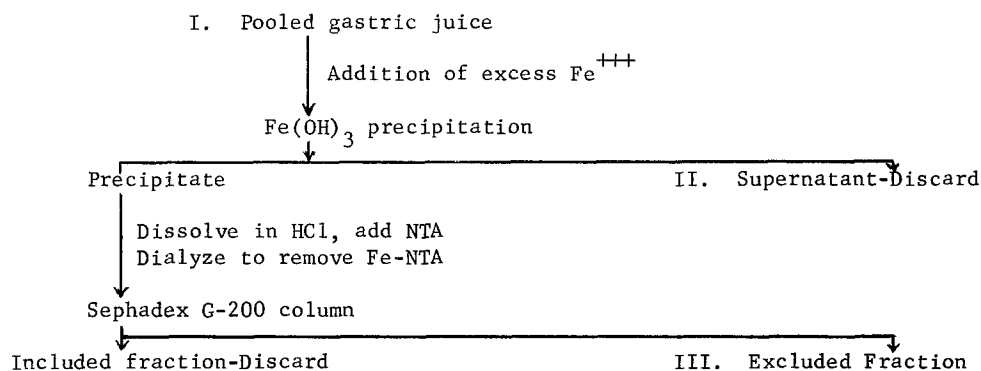 I. Pooled gastric juice
Addition of excess Fe+++
Fe(OH)3 precipitation
Precipitate
II. Supernatant-Discard
Dissolve in HCl, add NTA
Dialyze to remove Fe-NTA
Sephadex G-200 column
Included fraction-Discard
III. Excluded Fraction